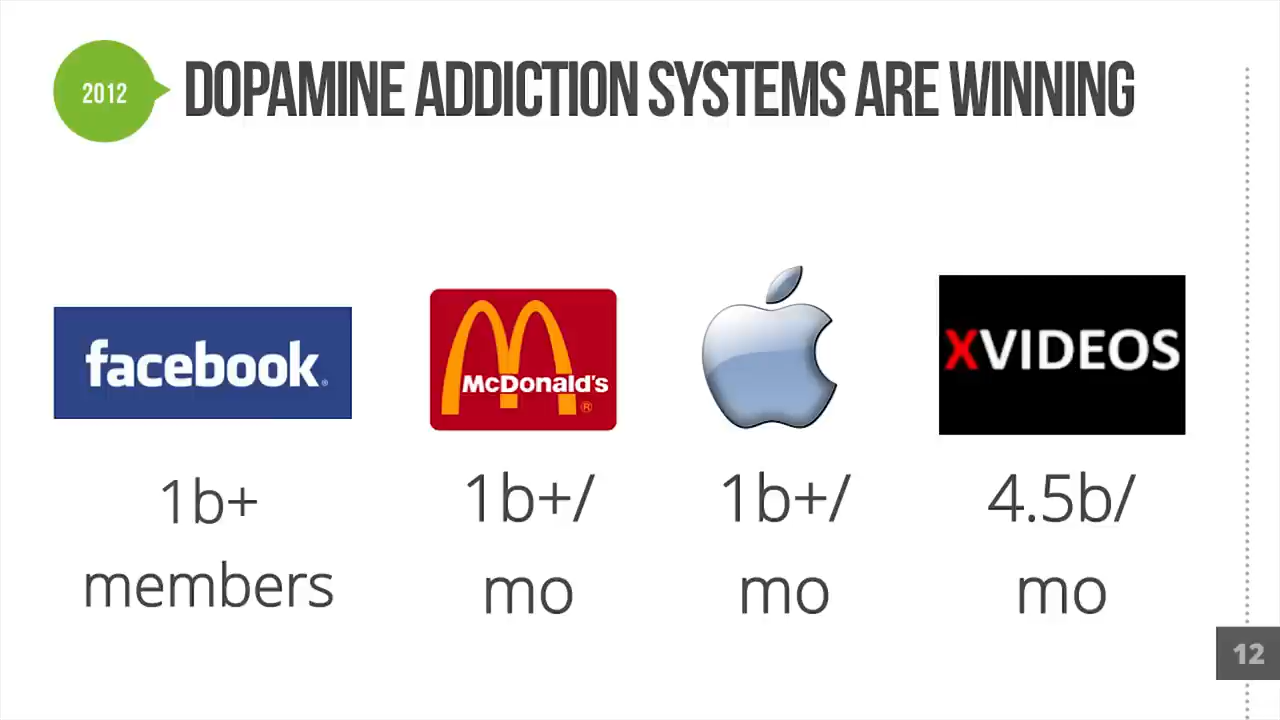 2012
DOPAMINE ADDICTION SYSTEMS ARE WINNING
facebook®
McDonald's
®
XVIDEOS
1b+
members
1b+/
mo
1b+/
mo
4.5b/
mo
12